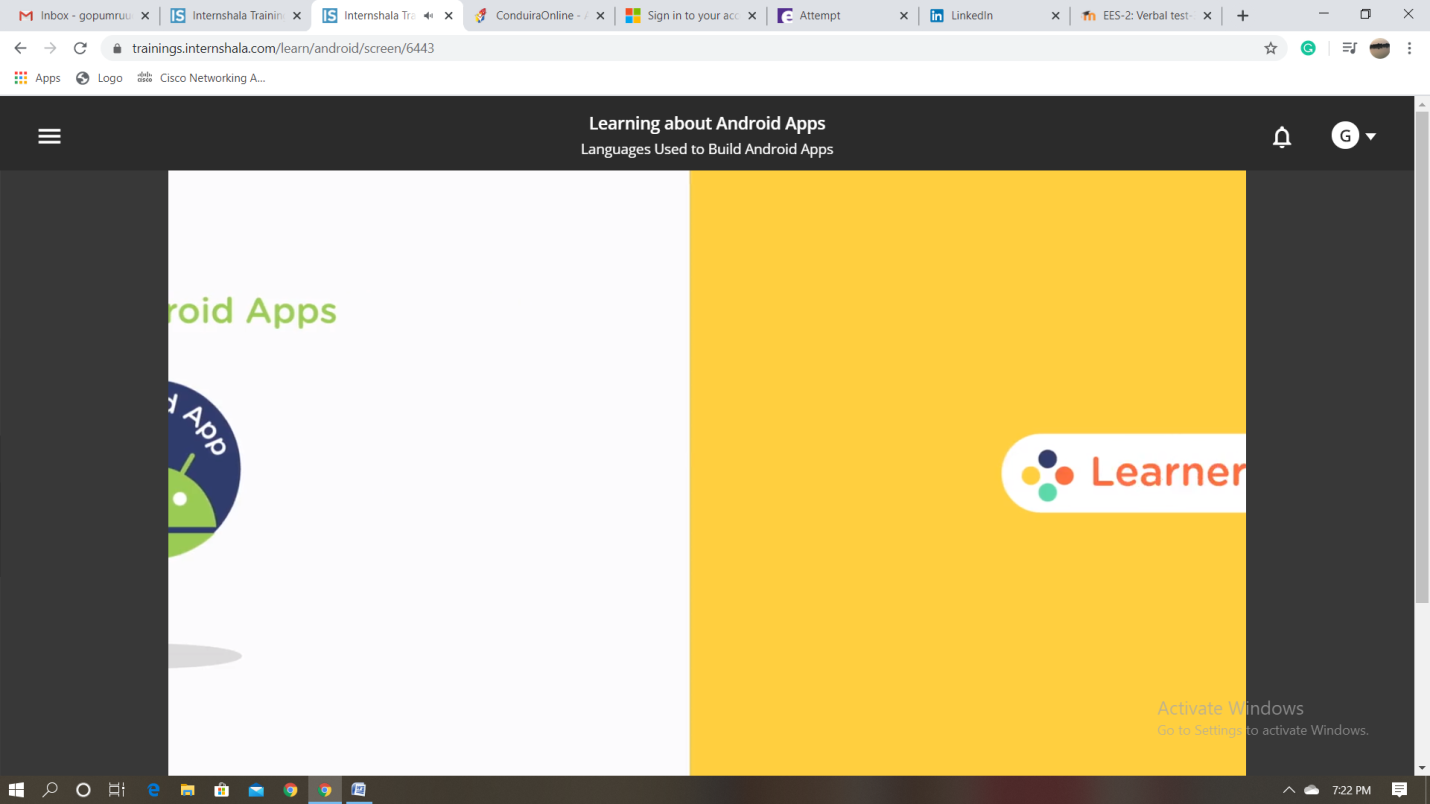 Inbox - gopumruu
Internshala Training
Internshala Tra
ConduiraOnline - A
Sign in to your acc
Attempt
LinkedIn
EES-2: Verbal test-
trainings.internshala.com/learn/android/screen/6443
Apps
Logo
Cisco Networking A...
Learning about Android Apps
Languages Used to Build Android Apps
G
roid Apps
d App
Learner
Activate Windows
Go to Settings to activate Windows.
7:22 PM